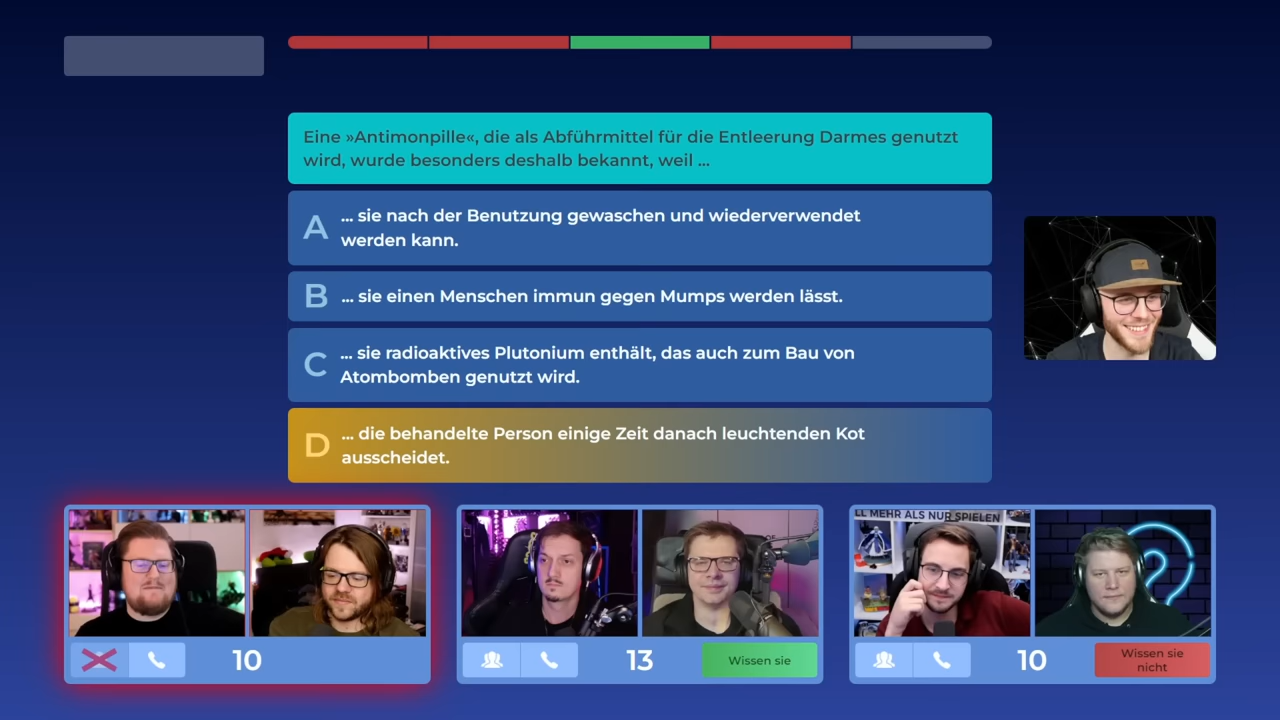 Eine »Antimonpille«, die als Abführmittel für die Entleerung Darmes genutzt
wird, wurde besonders deshalb bekannt, weil ...
A
... sie nach der Benutzung gewaschen und wiederverwendet
werden kann.
B
... sie einen Menschen immun gegen Mumps werden lässt.
C
... sie radioaktives Plutonium enthält, das auch zum Bau von
Atombomben genutzt wird.
D
... die behandelte Person einige Zeit danach leuchtenden Kot
ausscheidet.
LL MEHR ALS NUR SPIELEN
10
13
Wissen sie
10
Wissen sie
nicht